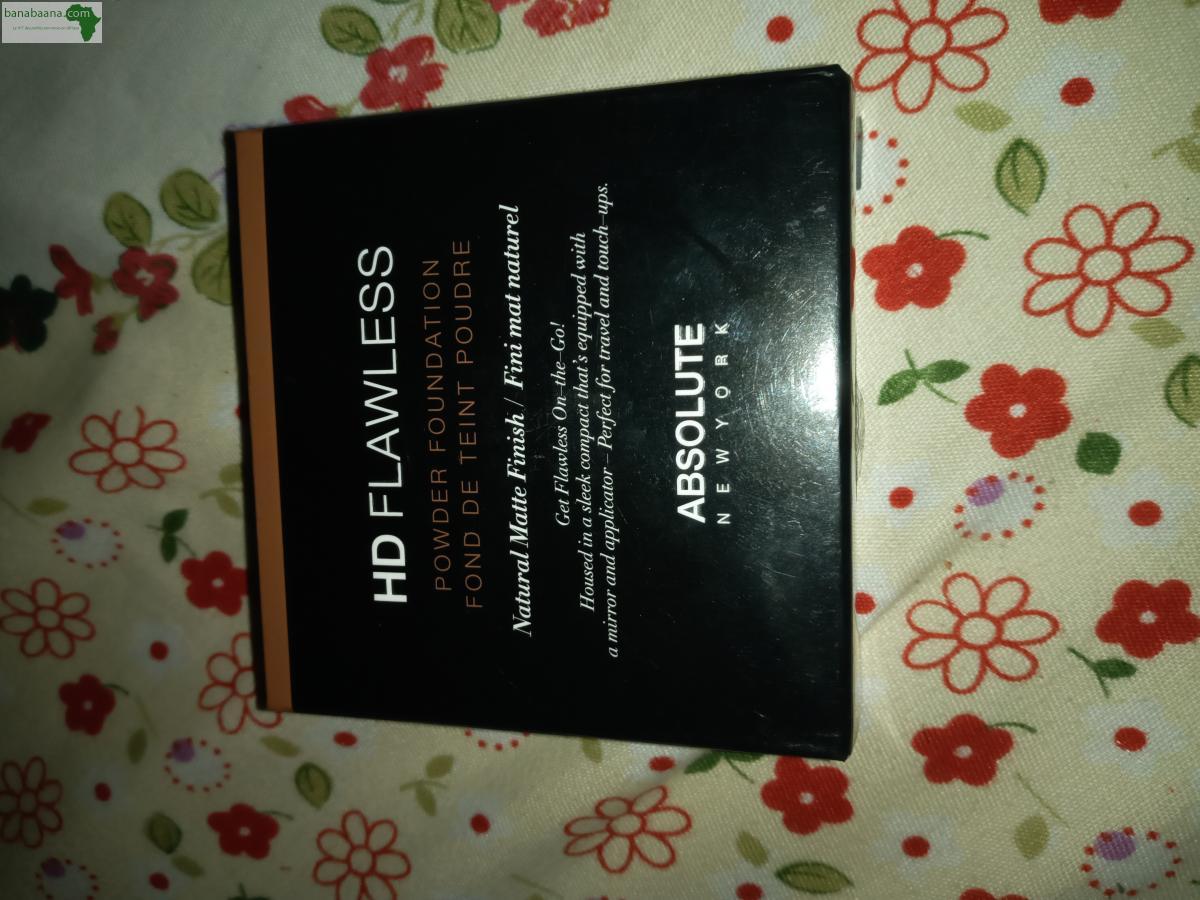 banabaana.com
HD FLAWLESS
POWDER FOUNDATION
FOND DE TEINT POUDRE
Natural Matte Finish / Fini mat naturel
Get Flawless On-the-Go!
Housed in a sleek compact that's equipped with
a mirror and applicator – Perfect for travel and touch-ups.
ABSOLUTE
NEW YORK